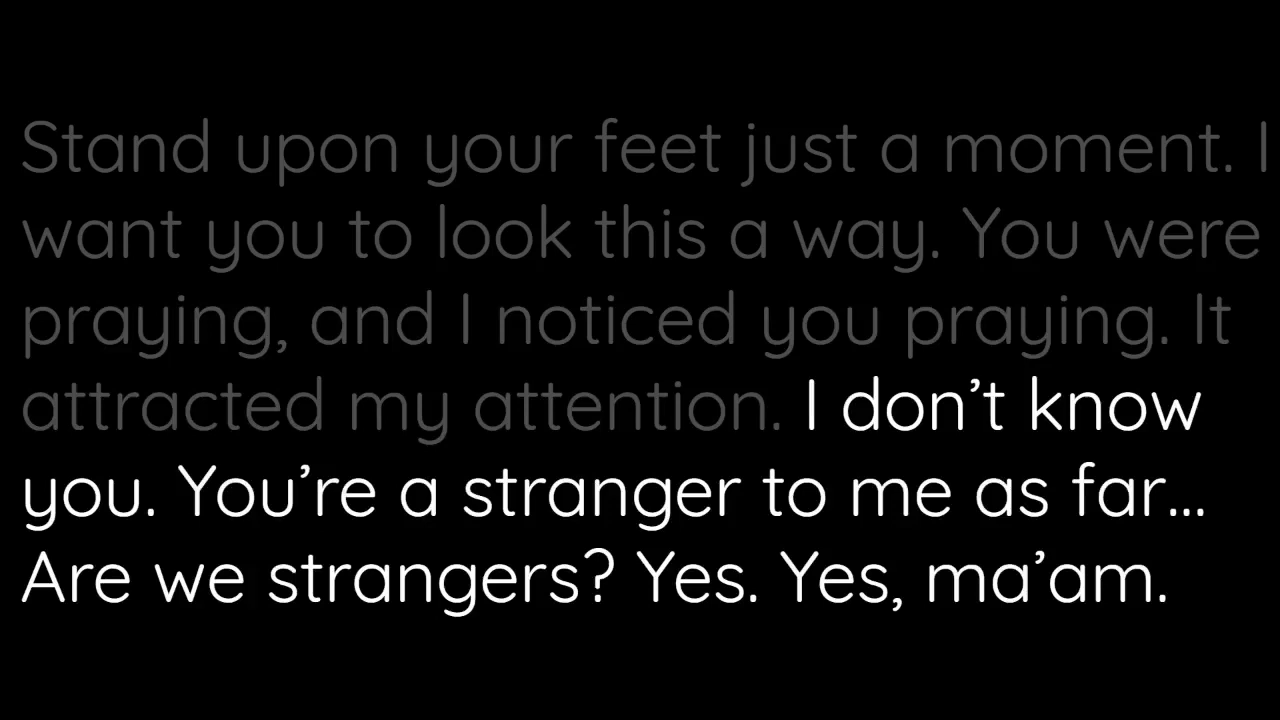 Stand upon your feet just a moment. I
want you to look this a way. You were
praying, and I noticed you praying. It
attracted my attention. I don’t know
you. You’re a stranger to me as far...
Are we strangers? Yes. Yes, ma’am.